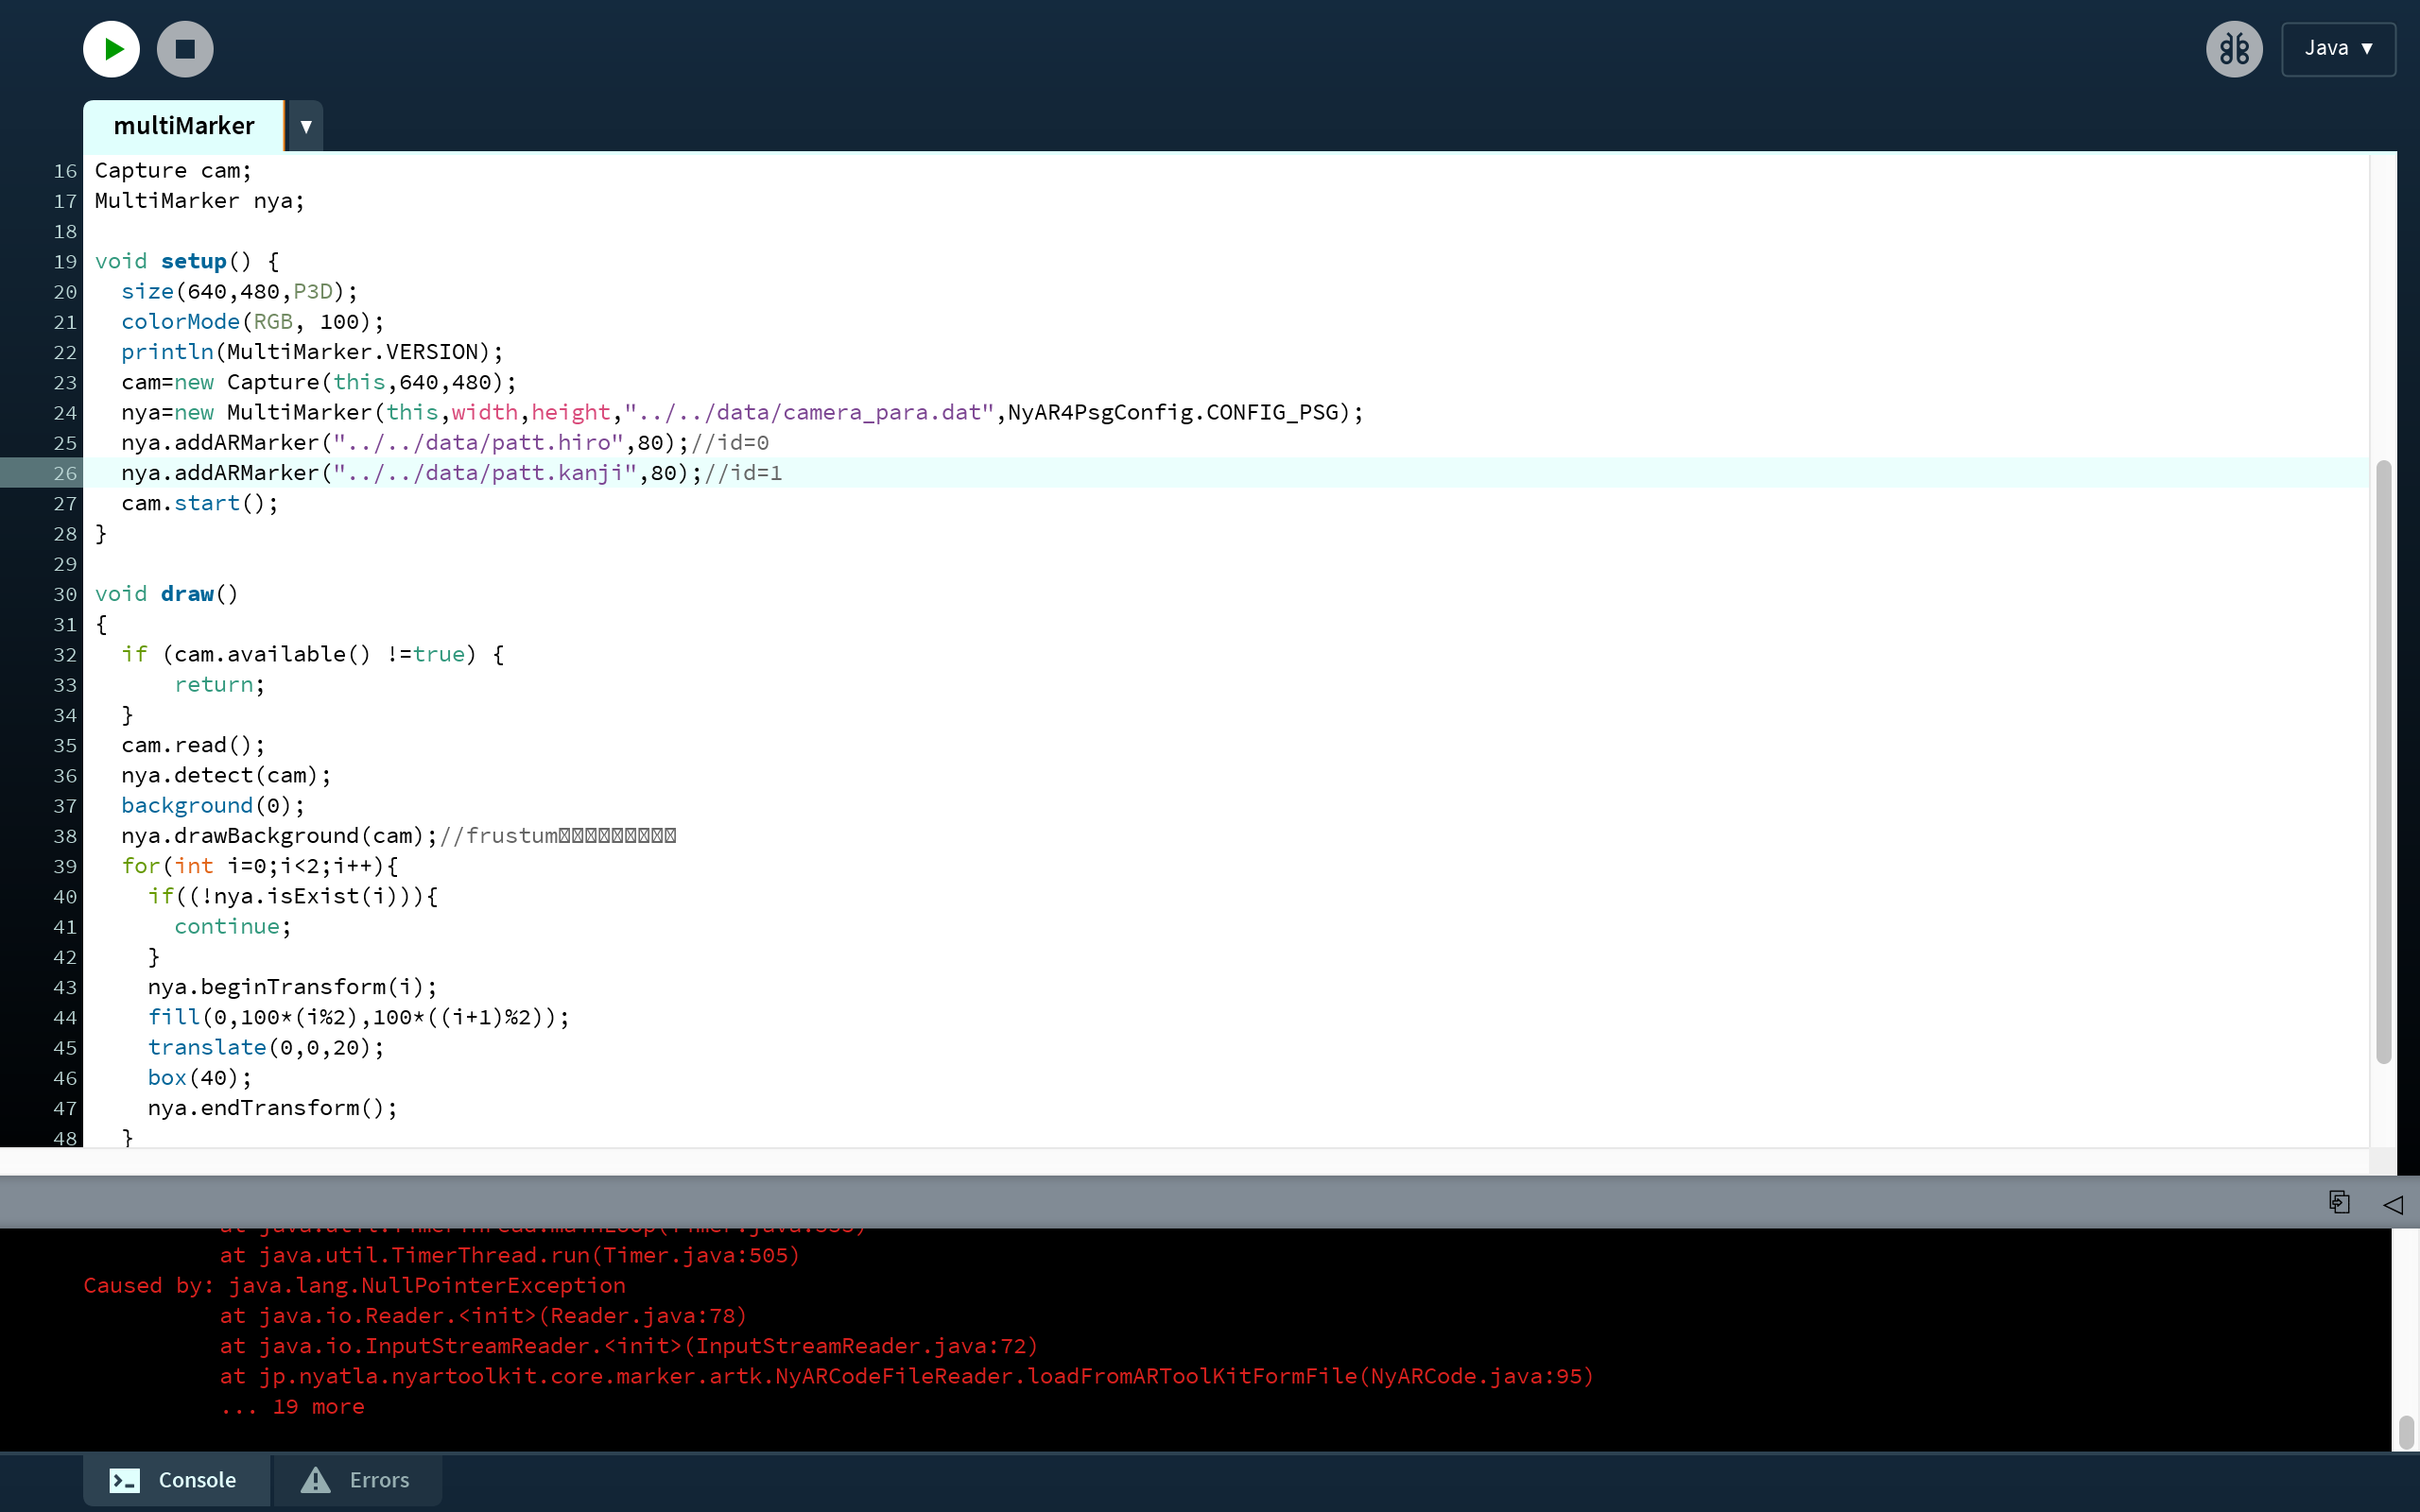 Java ▼
multiMarker ▼
16 Capture cam;
17 MultiMarker nya;
18
19 void setup() {
20   size(640,480,P3D);
21   colorMode(RGB, 100);
22   println(MultiMarker.VERSION);
23   cam=new Capture(this,640,480);
24   nya=new MultiMarker(this,width,height,"../../data/camera_para.dat",NyAR4PsgConfig.CONFIG_PSG);
25   nya.addARMarker("../../data/patt.hiro",80);//id=0
26   nya.addARMarker("../../data/patt.kanji",80);//id=1
27   cam.start();
28 }
29
30 void draw()
31 {
32   if (cam.available() !=true) {
33       return;
34   }
35   cam.read();
36   nya.detect(cam);
37   background(0);
38   nya.drawBackground(cam);//frustum
39   for(int i=0;i<2;i++){
40     if((!nya.isExist(i))){
41       continue;
42     }
43     nya.beginTransform(i);
44     fill(0,100*(i%2),100*((i+1)%2));
45     translate(0,0,20);
46     box(40);
47     nya.endTransform();
48   }
at java.util.TimerThread.run(Timer.java:505)
Caused by: java.lang.NullPointerException
at java.io.Reader.<init>(Reader.java:78)
at java.io.InputStreamReader.<init>(InputStreamReader.java:72)
at jp.nyatla.nyartoolkit.core.marker.artk.NyARCodeFileReader.loadFromARToolKitFormFile(NyARCode.java:95)
... 19 more
Console
Errors